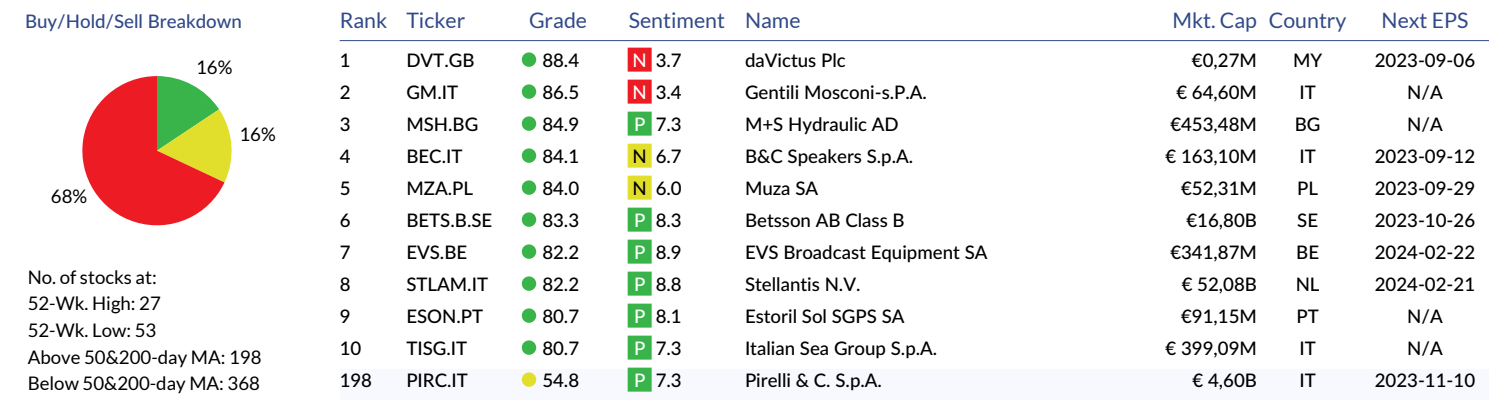 Buy/Hold/Sell Breakdown
16%
16%
68%
No. of stocks at:
52-Wk. High: 27
52-Wk. Low: 53
Above 50&200-day MA: 198
Below 50&200-day MA: 368
Rank Ticker Grade Sentiment Name Mkt. Cap Country Next EPS
1 DVT.GB 88.4 N 3.7 daVictus Plc €0,27M MY 2023-09-06
2 GM.IT 86.5 N 3.4 Gentili Mosconi-s.P.A. € 64,60M IT N/A
3 MSH.BG 84.9 P 7.3 M+S Hydraulic AD €453,48M BG N/A
4 BEC.IT 84.1 N 6.7 B&C Speakers S.p.A. € 163,10M IT 2023-09-12
5 MZA.PL 84.0 N 6.0 Muza SA €52,31M PL 2023-09-29
6 BETS.B.SE 83.3 P 8.3 Betsson AB Class B €16,80B SE 2023-10-26
7 EVS.BE 82.2 P 8.9 EVS Broadcast Equipment SA €341,87M BE 2024-02-22
8 STLAM.IT 82.2 P 8.8 Stellantis N.V. € 52,08B NL 2024-02-21
9 ESON.PT 80.7 P 8.1 Estoril Sol SGPS SA €91,15M PT N/A
10 TISG.IT 80.7 P 7.3 Italian Sea Group S.p.A. € 399,09M IT N/A
198 PIRC.IT 54.8 P 7.3 Pirelli & C. S.p.A. € 4,60B IT 2023-11-10